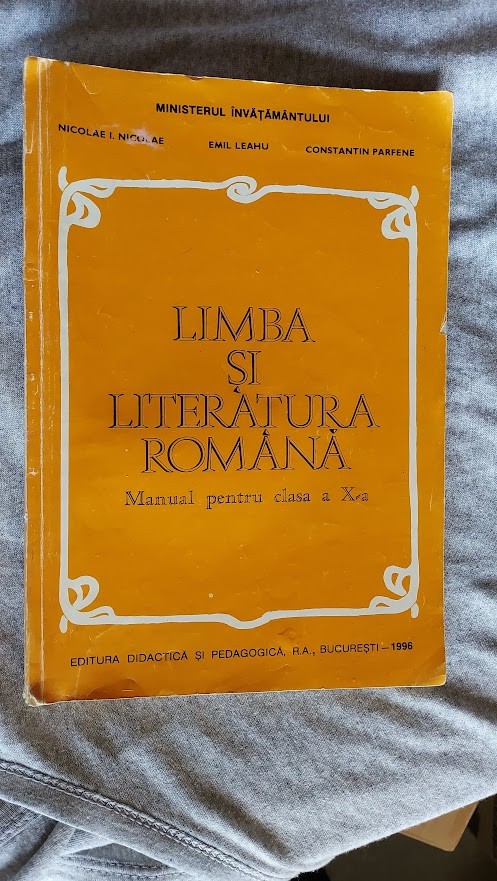 MINISTERUL ÎNVĂȚĂMÂNTULUI
NICOLAE I. NICOLAE EMIL LEAHU CONSTANTIN PARFENE
LIMBA
ȘI
LITERATURA
ROMÂNĂ
Manual pentru clasa a X-a
EDITURA DIDACTICĂ ȘI PEDAGOGICĂ, R.A., BUCUREȘTI—1996